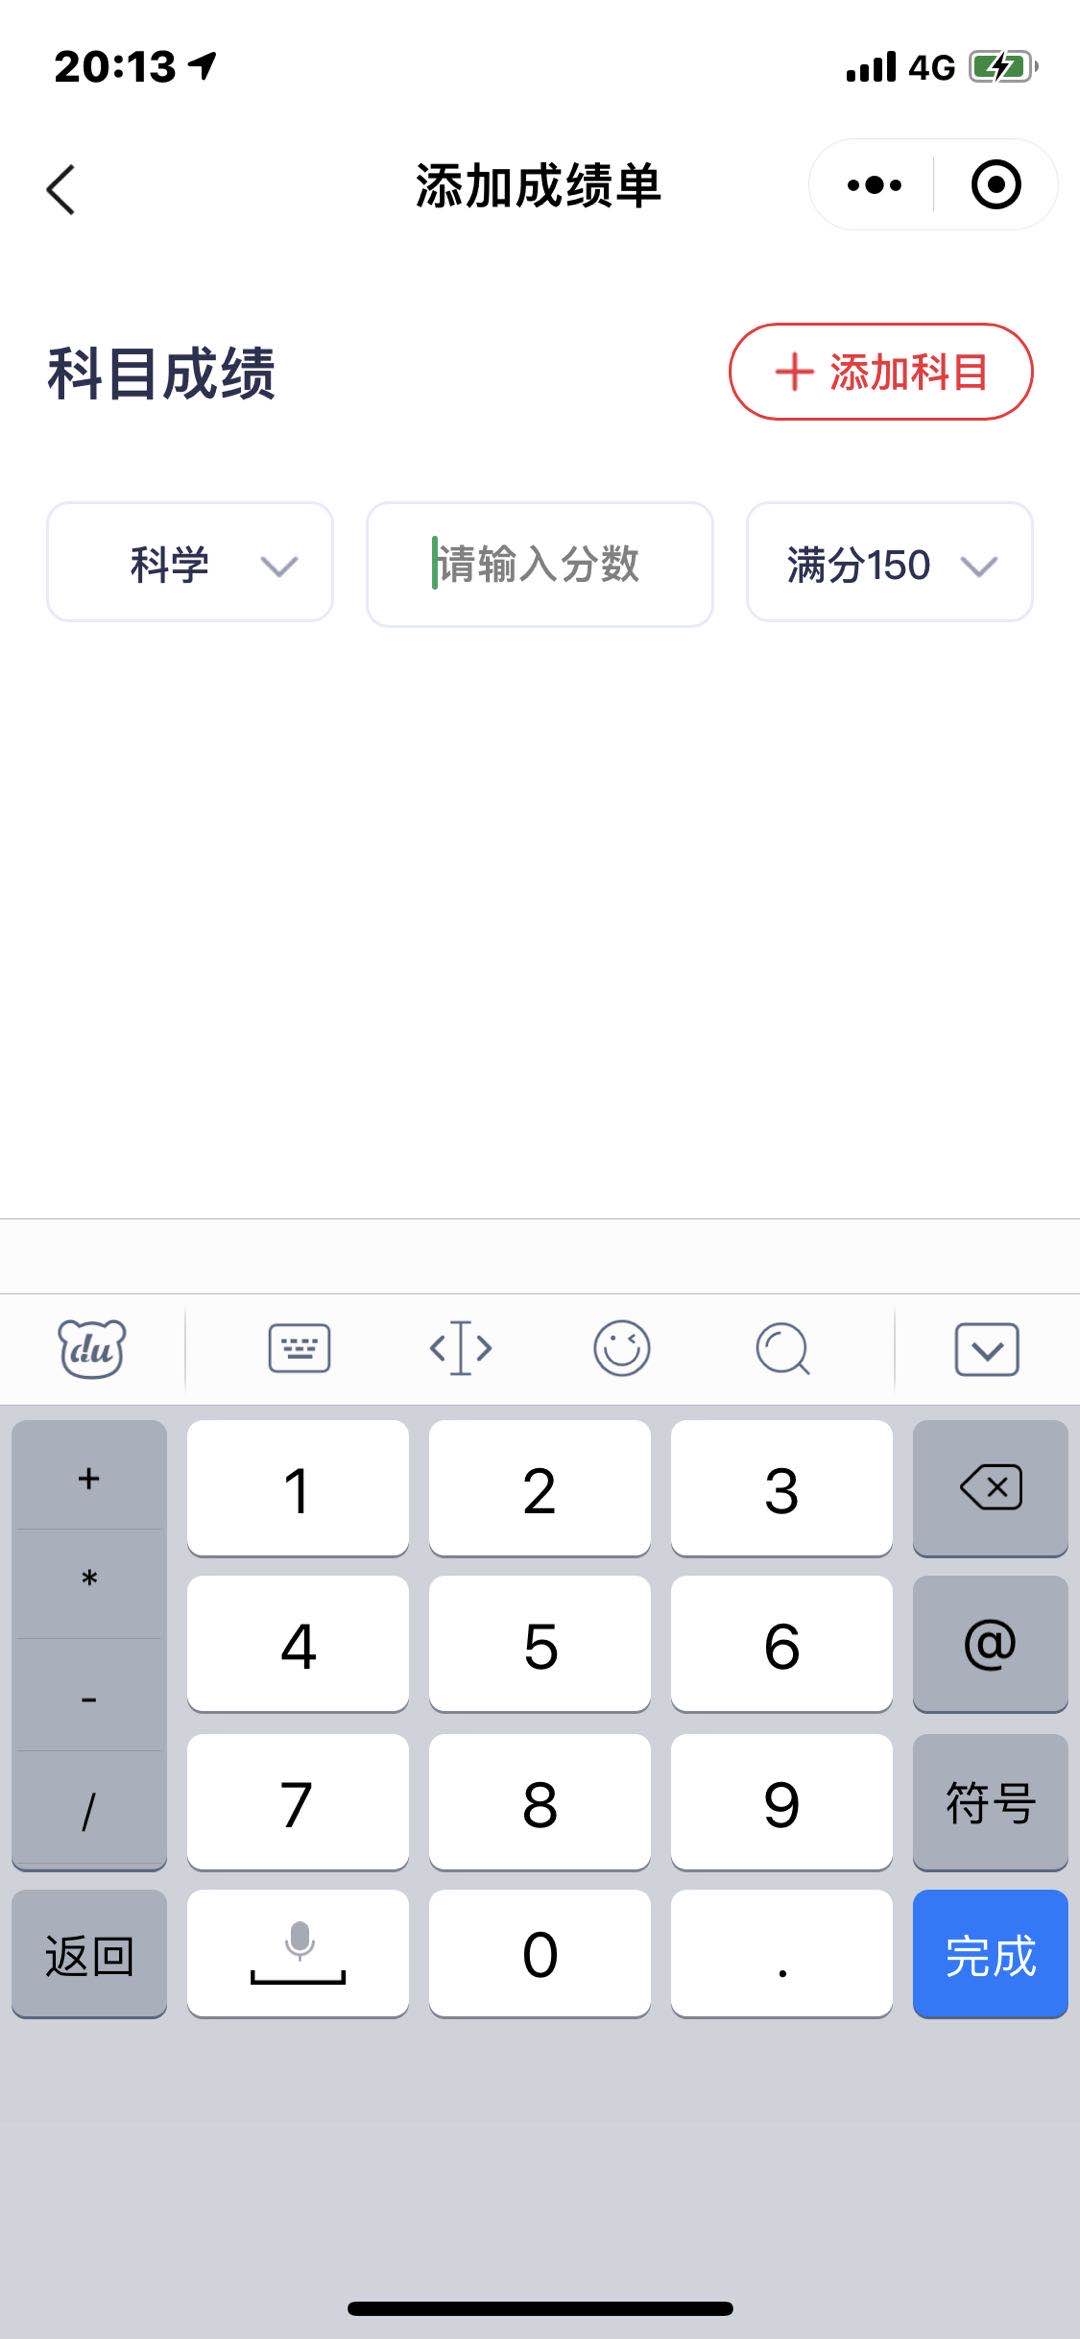 20:13 4G
添加成绩单
科目成绩 添加科目
科学 请输入分数 满分150
du
+ 1 2 3
* 4 5 6 @
- 7 8 9 符号
/
返回 0 . 完成